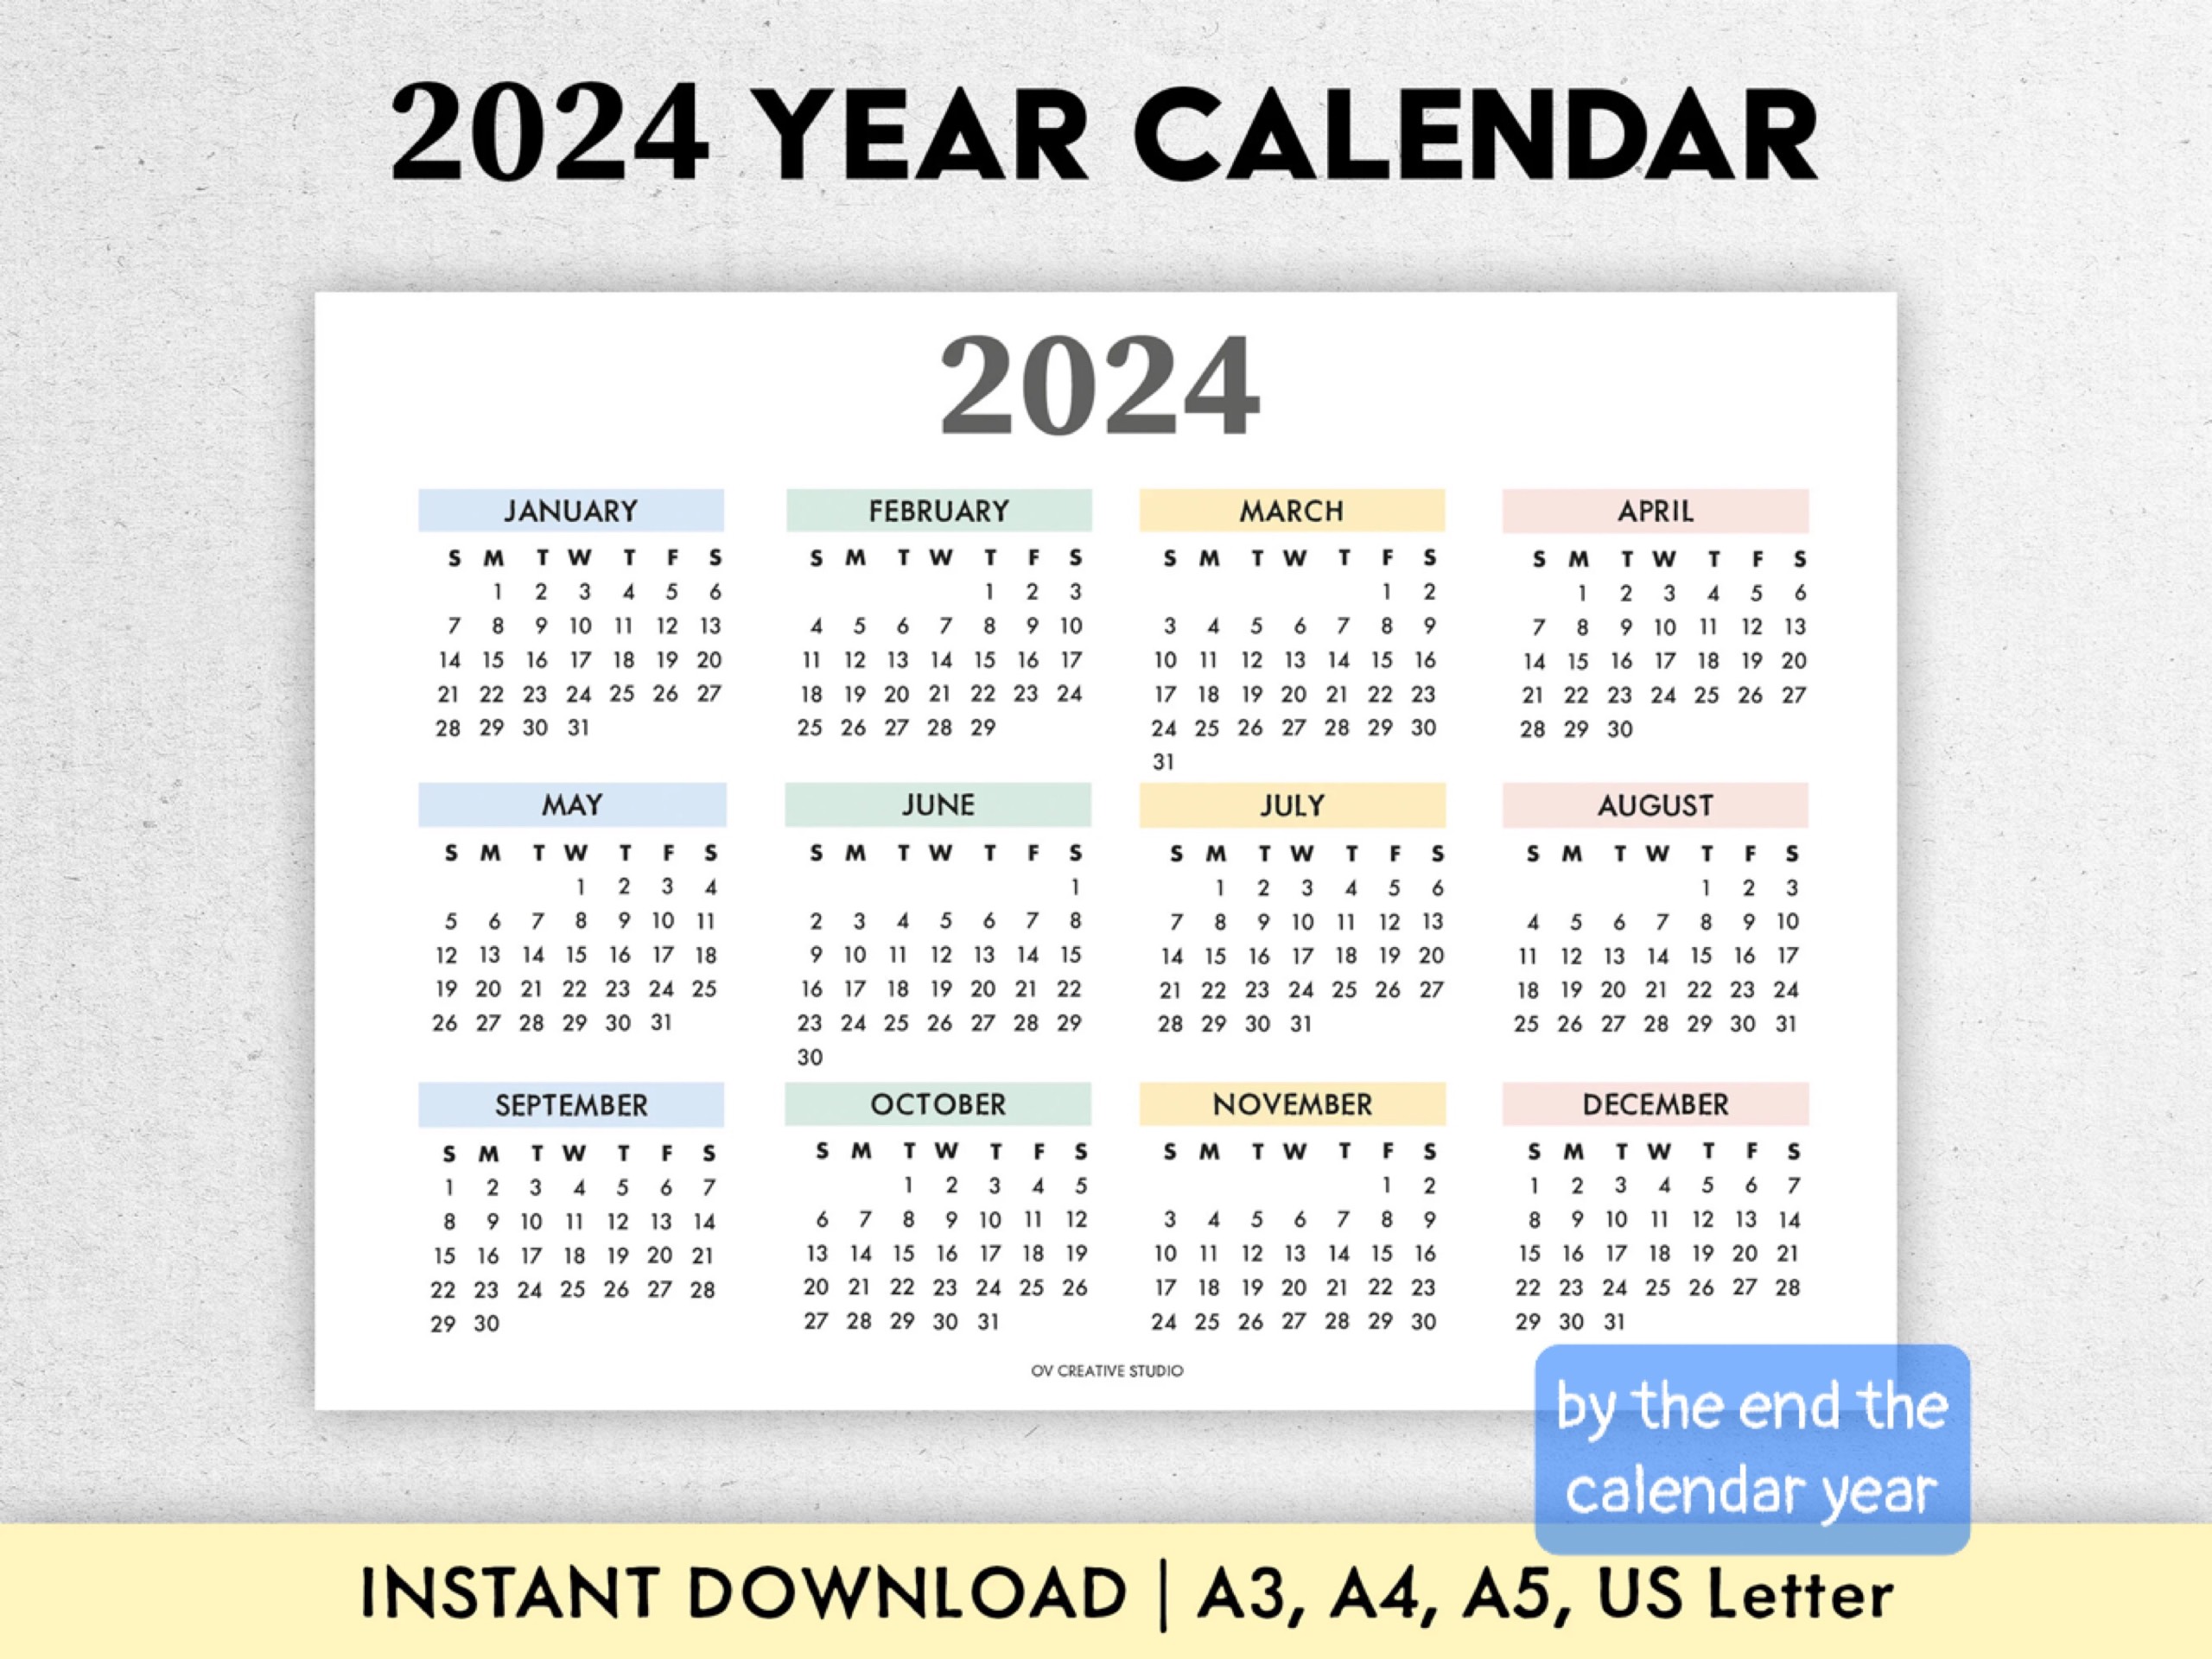 2024 YEAR CALENDAR
2024
JANUARY
S M T W T F S
1 2 3 4 5 6
7 8 9 10 11 12 13
14 15 16 17 18 19 20
21 22 23 24 25 26 27
28 29 30 31
FEBRUARY
S M T W T F S
1 2 3
4 5 6 7 8 9 10
11 12 13 14 15 16 17
18 19 20 21 22 23 24
25 26 27 28 29
MARCH
S M T W T F S
1 2
3 4 5 6 7 8 9
10 11 12 13 14 15 16
17 18 19 20 21 22 23
24 25 26 27 28 29 30
31
APRIL
S M T W T F S
1 2 3 4 5 6
7 8 9 10 11 12 13
14 15 16 17 18 19 20
21 22 23 24 25 26 27
28 29 30
MAY
S M T W T F S
1 2 3 4
5 6 7 8 9 10 11
12 13 14 15 16 17 18
19 20 21 22 23 24 25
26 27 28 29 30 31
JUNE
S M T W T F S
1
2 3 4 5 6 7 8
9 10 11 12 13 14 15
16 17 18 19 20 21 22
23 24 25 26 27 28 29
30
JULY
S M T W T F S
1 2 3 4 5 6
7 8 9 10 11 12 13
14 15 16 17 18 19 20
21 22 23 24 25 26 27
28 29 30 31
AUGUST
S M T W T F S
1 2 3
4 5 6 7 8 9 10
11 12 13 14 15 16 17
18 19 20 21 22 23 24
25 26 27 28 29 30 31
SEPTEMBER
S M T W T F S
1 2 3 4 5 6 7
8 9 10 11 12 13 14
15 16 17 18 19 20 21
22 23 24 25 26 27 28
29 30
OCTOBER
S M T W T F S
1 2 3 4 5
6 7 8 9 10 11 12
13 14 15 16 17 18 19
20 21 22 23 24 25 26
27 28 29 30 31
NOVEMBER
S M T W T F S
1 2
3 4 5 6 7 8 9
10 11 12 13 14 15 16
17 18 19 20 21 22 23
24 25 26 27 28 29 30
DECEMBER
S M T W T F S
1 2 3 4 5 6 7
8 9 10 11 12 13 14
15 16 17 18 19 20 21
22 23 24 25 26 27 28
29 30 31
OV CREATIVE STUDIO
by the end the
calendar year
INSTANT DOWNLOAD | A3, A4, A5, US Letter